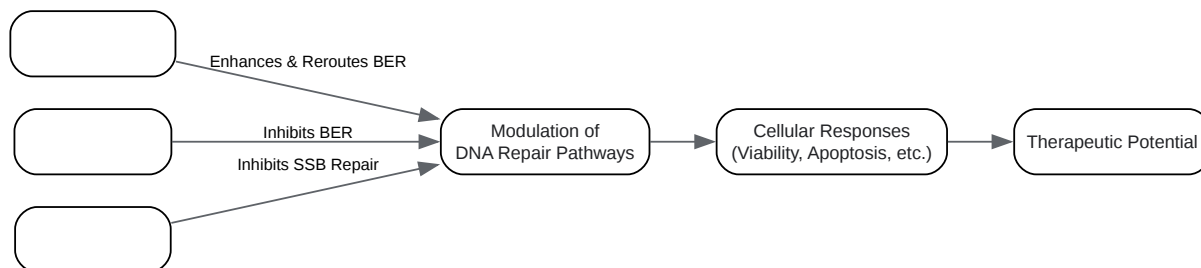 Enhances & Reroutes BER
Inhibits BER
Inhibits SSB Repair
Modulation of
DNA Repair Pathways
Cellular Responses
(Viability, Apoptosis, etc.)
Therapeutic Potential